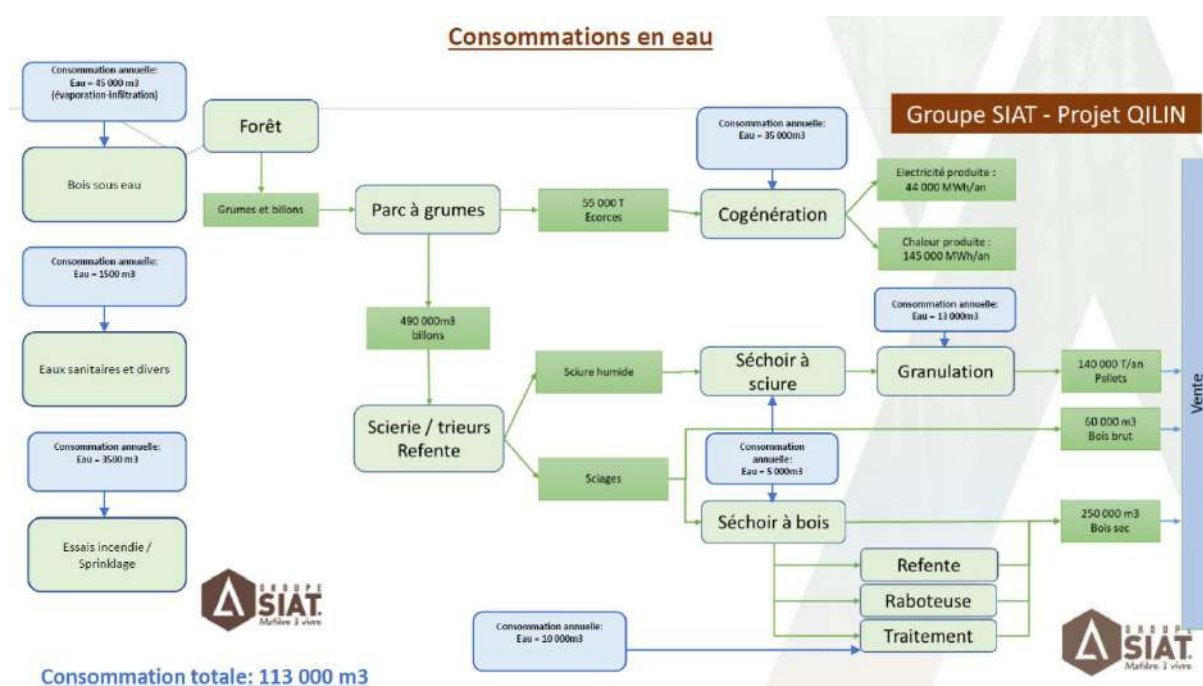 Consommations en eau
Groupe SIAT - Projet QILIN
Consommation annuelle:
Eau = 45 000 m3
(évaporation-infiltration)
Bois sous eau
Consommation annuelle:
Eau = 1500 m3
Eaux sanitaires et divers
Consommation annuelle:
Eau = 3500 m3
Essais incendie /
Sprinklage
Forêt
Grumes et billons
Parc à grumes
55 000 T
Ecorces
Consommation annuelle:
Eau = 35 000m3
Cogénération
Electricité produite :
44 000 MWh/an
Chaleur produite :
145 000 MWh/an
490 000m3
billons
Scierie / trieurs
Refente
Sciure humide
Séchoir à
sciure
Consommation annuelle:
Eau = 13 000m3
Granulation
140 000 T/an
Pellets
Sciages
Consommation
annuelle:
Eau = 5 000m3
60 000 m3
Bois brut
Séchoir à bois
250 000 m3
Bois sec
Vente
Refente
Raboteuse
Traitement
Consommation annuelle:
Eau = 10 000m3
GROUPE
SIAT
Matière à vivre
GROUPE
SIAT
Matière à vivre
Consommation totale: 113 000 m3